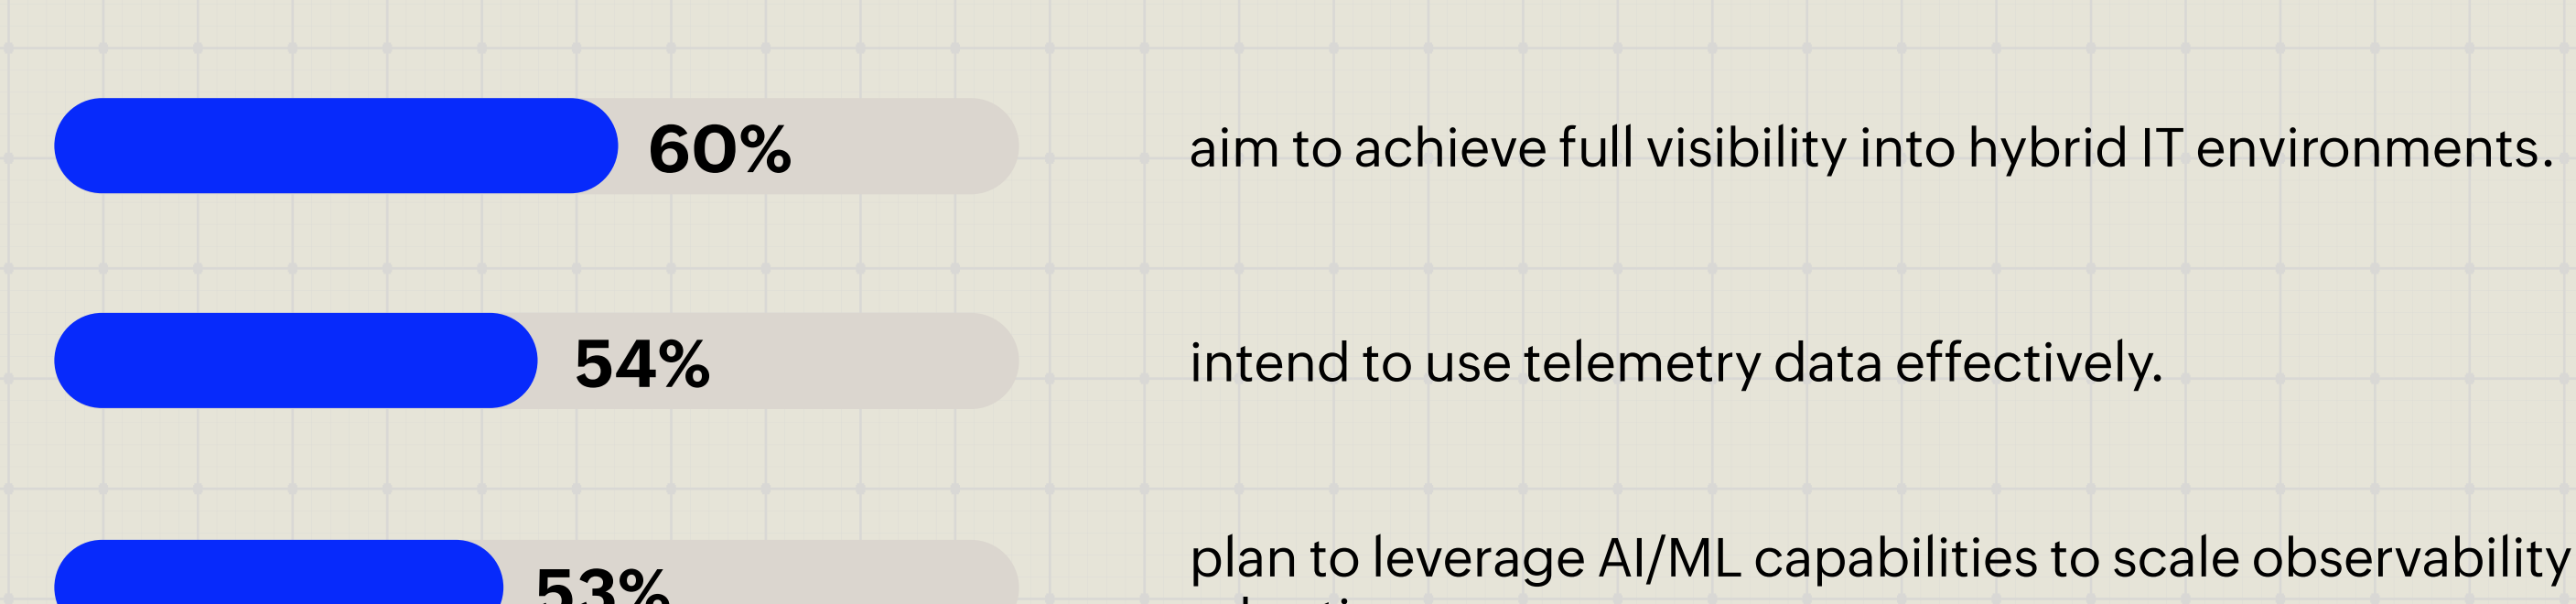 60% aim to achieve full visibility into hybrid IT environments.
54% intend to use telemetry data effectively.
53% plan to leverage AI/ML capabilities to scale observability